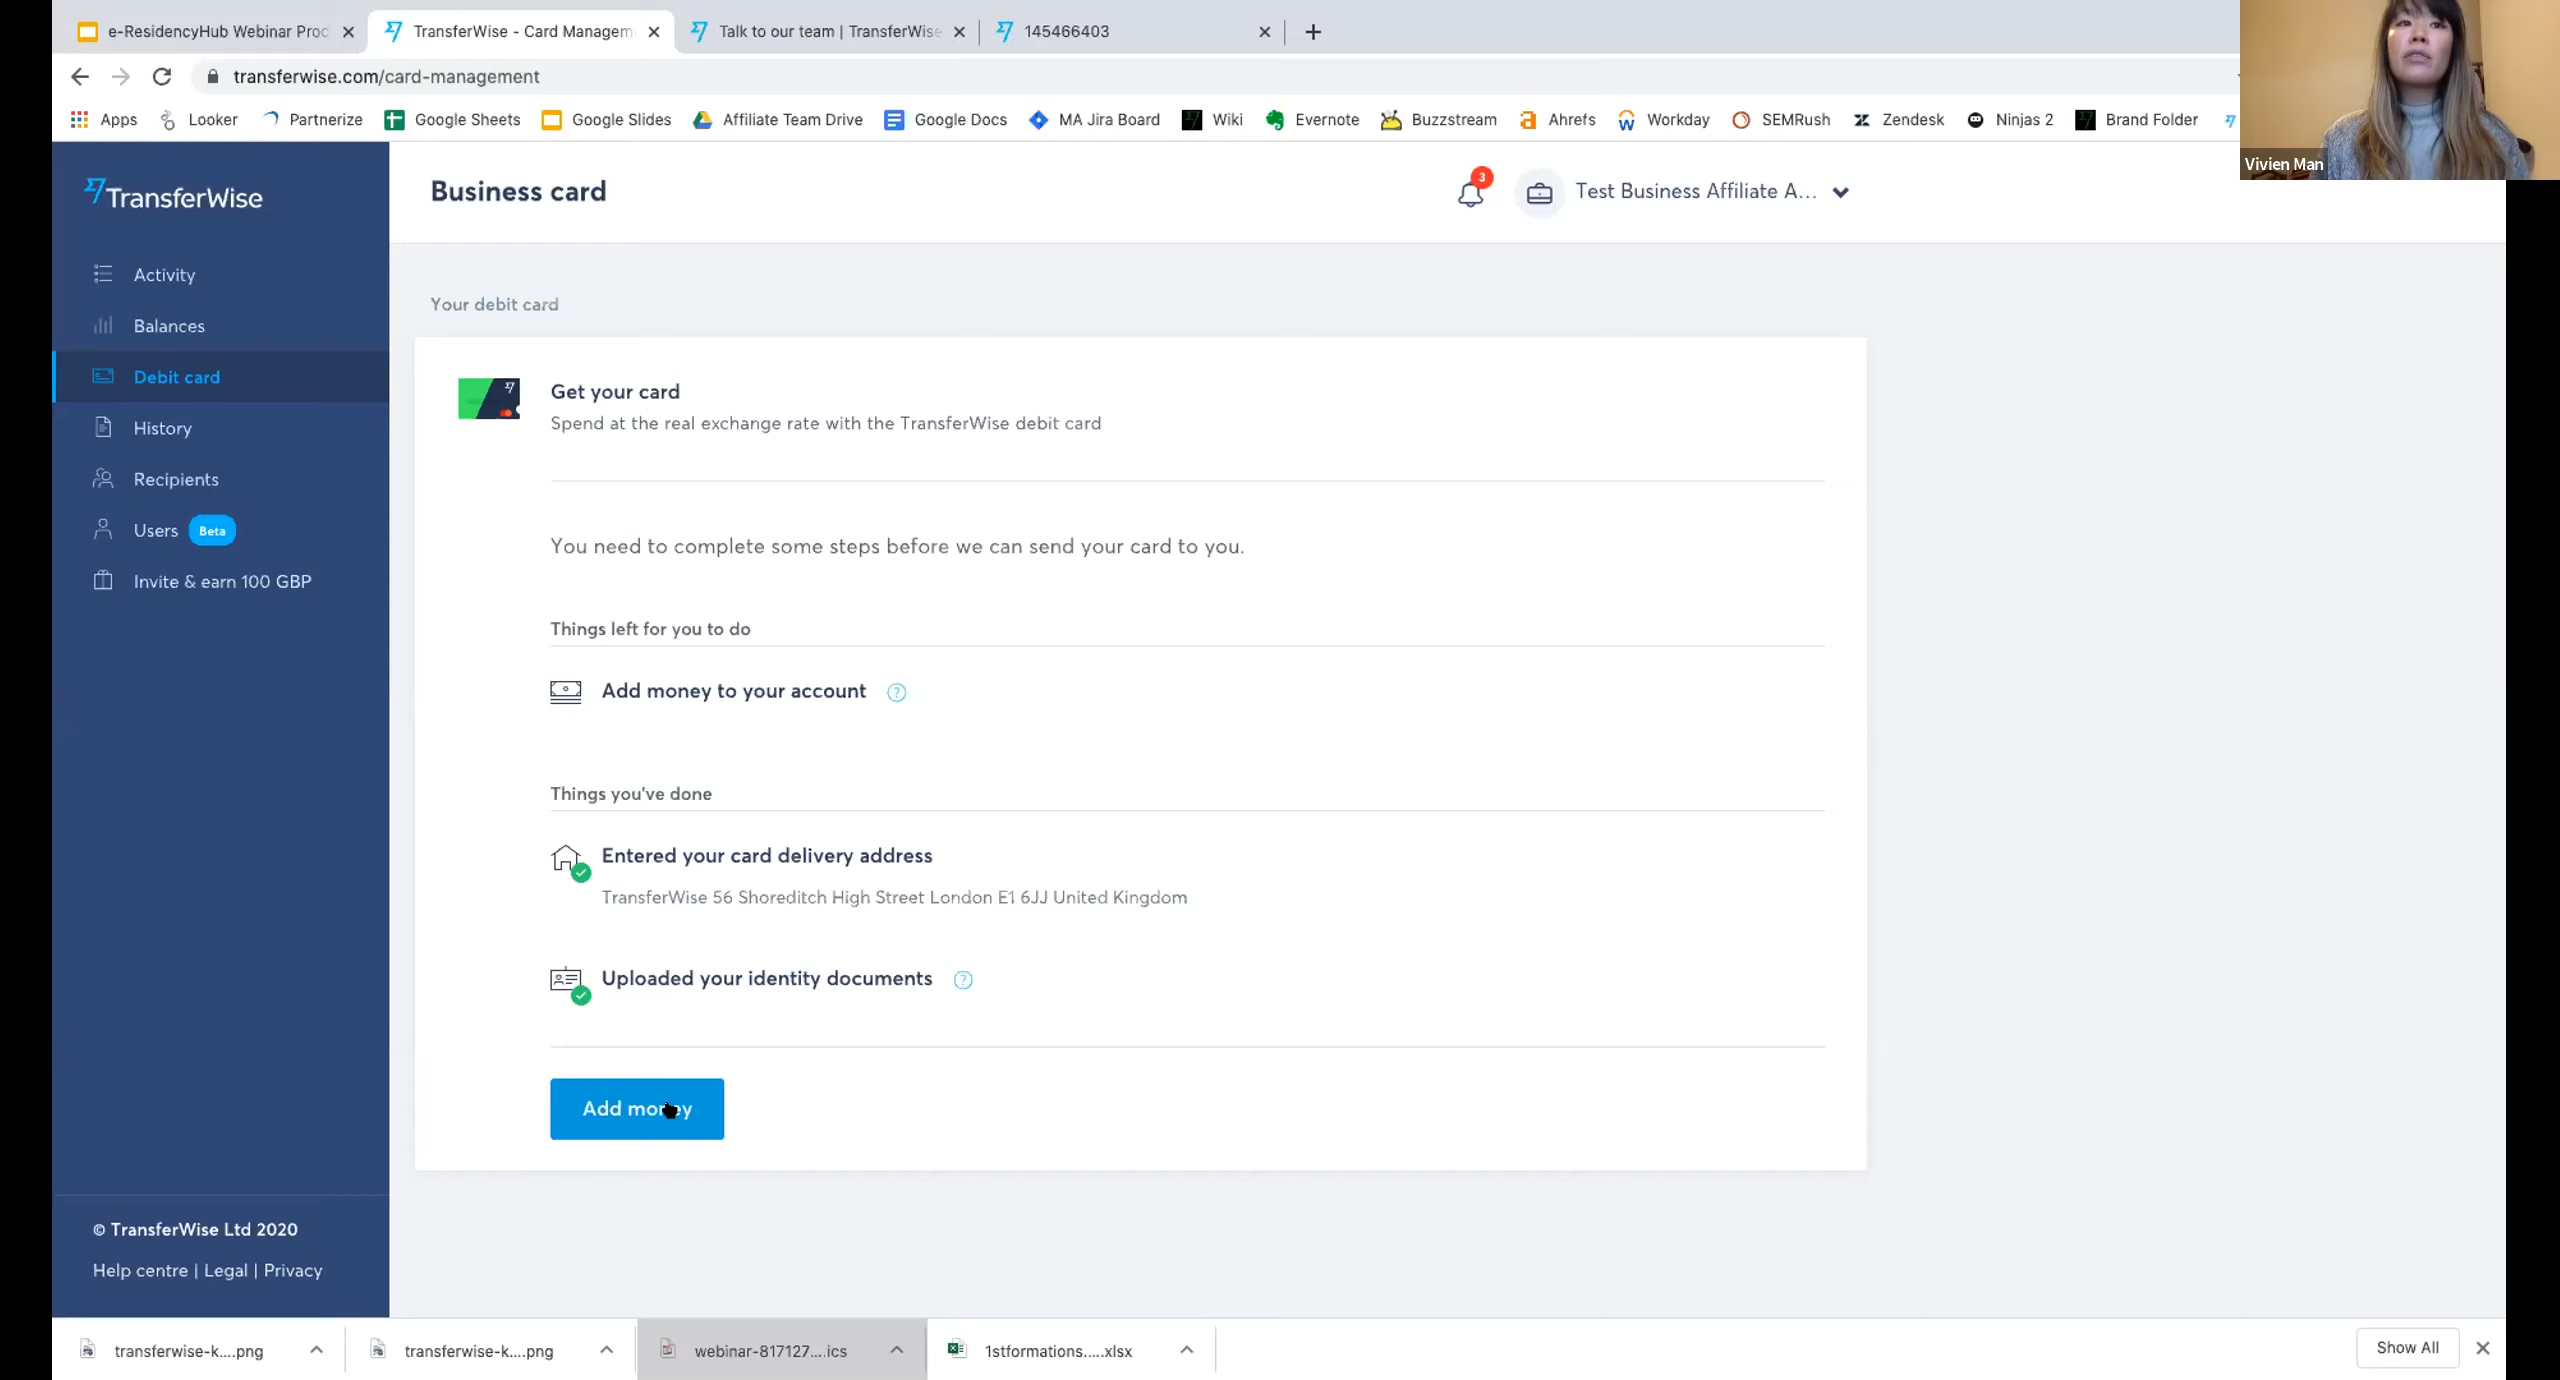 e-ResidencyHub Webinar Proc
TransferWise - Card Managem
Talk to our team | TransferWise
145466403
transferwise.com/card-management
Apps
Looker
Partnerize
Google Sheets
Google Slides
Affiliate Team Drive
Google Docs
MA Jira Board
Wiki
Evernote
Buzzstream
Ahrefs
Workday
SEMRush
Zendesk
Ninjas 2
Brand Folder
Vivien Man
TransferWise
Activity
Balances
Debit card
History
Recipients
Users Beta
Invite & earn 100 GBP
© TransferWise Ltd 2020
Help centre | Legal | Privacy
Business card
3
Test Business Affiliate A...
Your debit card
Get your card
Spend at the real exchange rate with the TransferWise debit card
You need to complete some steps before we can send your card to you.
Things left for you to do
Add money to your account ?
Things you've done
Entered your card delivery address
TransferWise 56 Shoreditch High Street London E1 6JJ United Kingdom
Uploaded your identity documents ?
Add money
transferwise-k....png
transferwise-k....png
webinar-817127....ics
1stformations.....xlsx
Show All